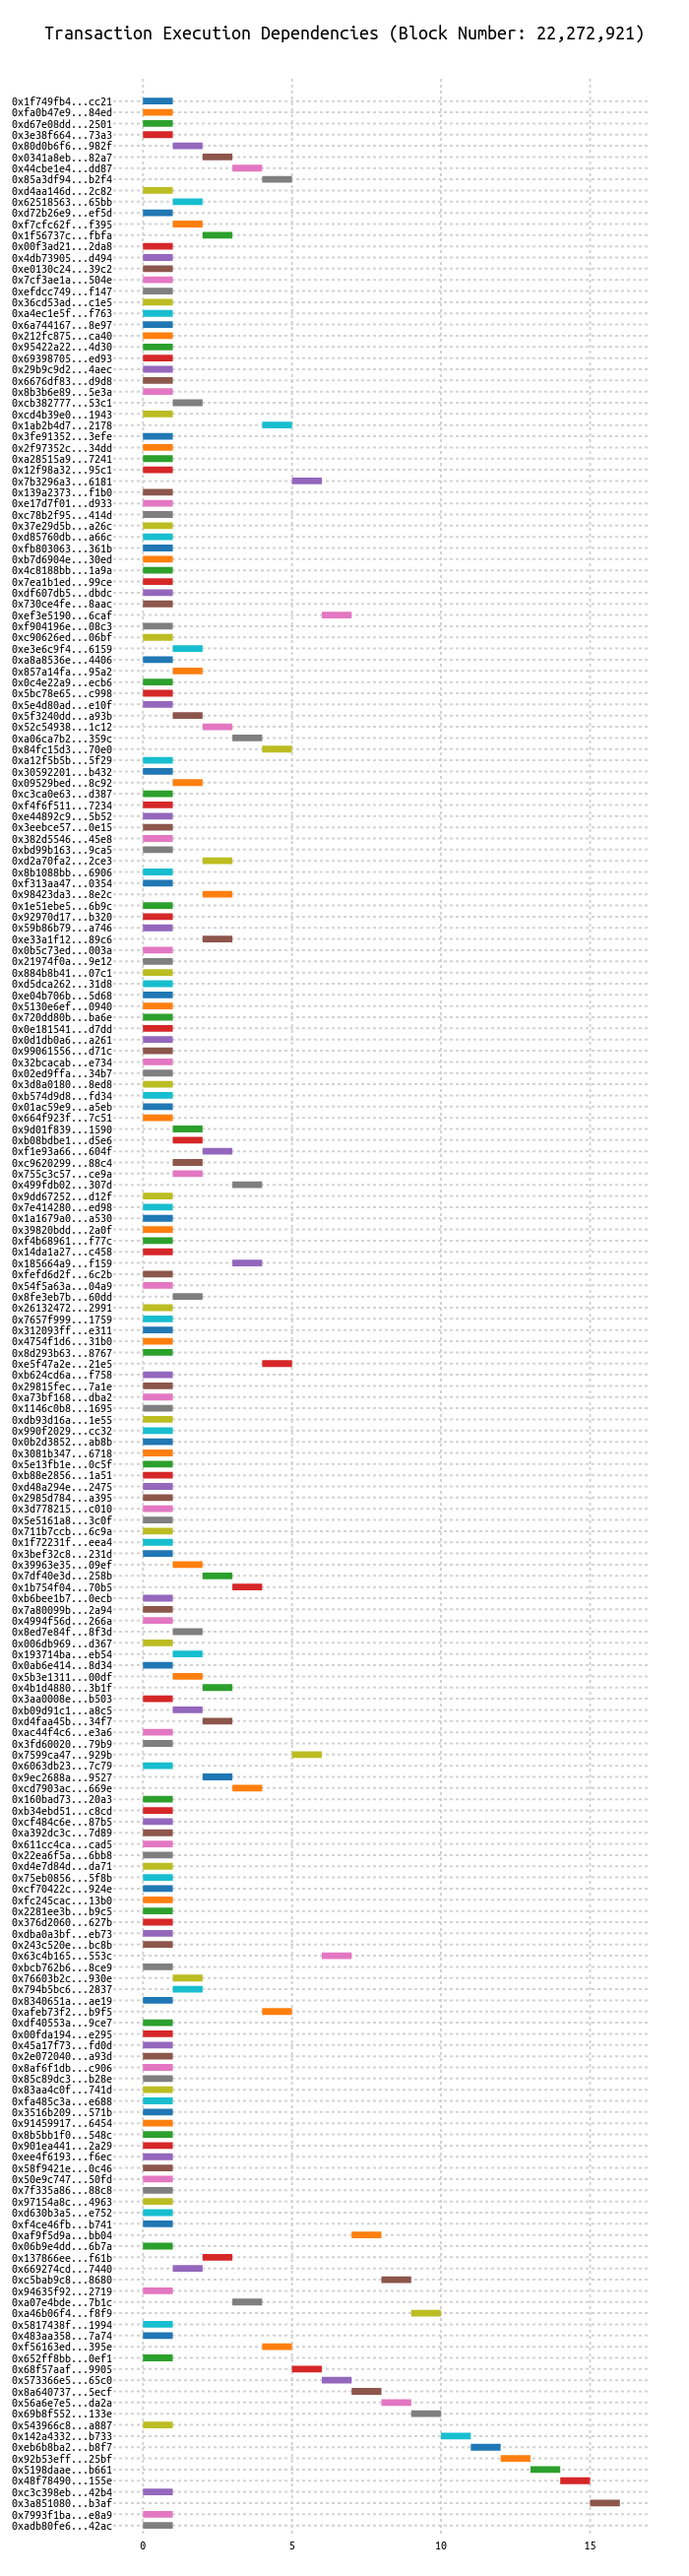 Transaction Execution Dependencies (Block Number: 22,272,921)
0x1f749fb4...cc21
0xfa0b47e9...84ed
0xd67e08dd...2501
0x3e38f664...73a3
0x80d0b6f6...982f
0x0341a8eb...82a7
0x44cbe1e4...dd87
0x85a3df94...b2f4
0xd4aa146d...2c82
0x62518563...65bb
0xd72b26e9...ef5d
0xf7cfc62f...f395
0x1f56737c...fbfa
0x00f3ad21...2da8
0x4db73905...d494
0xe0130c24...39c2
0x7cf3ae1a...504e
0xefdcc749...f147
0x36cd53ad...c1e5
0xa4ec1e5f...f763
0x6a744167...8e97
0x212fc875...ca40
0x95422a22...4d30
0x69398705...ed93
0x29b9c9d2...4aec
0x6676df83...d9d8
0x8b3b6e89...5e3a
0xcb382777...53c1
0xcd4b39e0...1943
0x1ab2b4d7...2178
0x3fe91352...3efe
0x2f97352c...34dd
0xa28515a9...7241
0x12f98a32...95c1
0x7b3296a3...6181
0x139a2373...f1b0
0xe17d7f01...d933
0xc78b2f95...414d
0x37e29d5b...a26c
0xd85760db...a66c
0xfb803063...361b
0xb7d6904e...30ed
0x4c8188bb...1a9a
0x7ea1b1ed...99ce
0xdf607db5...dbdc
0x730ce4fe...8aac
0xef3e5190...6caf
0xf904196e...08c3
0xc90626ed...06bf
0xe3e6c9f4...6159
0xa8a8536e...4406
0x857a14fa...95a2
0x0c4e22a9...ecb6
0x5bc78e65...c998
0x5e4d80ad...e10f
0x5f3240dd...a93b
0x52c54938...1c12
0xa06ca7b2...359c
0x84fc15d3...70e0
0xa12f5b5b...5f29
0x30592201...b432
0x09529bed...8c92
0xc3ca0e63...d387
0xf4f6f511...7234
0xe44892c9...5b52
0x3eebce57...0e15
0x382d5546...45e8
0xbd99b163...9ca5
0xd2a70fa2...2ce3
0x8b1088bb...6906
0xf313aa47...0354
0x98423da3...8e2c
0x1e51ebe5...6b9c
0x92970d17...b320
0x59b86b79...a746
0xe33a1f12...89c6
0x0b5c73ed...003a
0x21974f0a...9e12
0x884b8b41...07c1
0xd5dca262...31d8
0xe04b706b...5d68
0x5130e6ef...0940
0x720dd80b...ba6e
0x0e181541...d7dd
0x0d1db0a6...a261
0x99061556...d71c
0x32bcacab...e734
0x02ed9ffa...34b7
0x3d8a0180...8ed8
0xb574d9d8...fd34
0x01ac59e9...a5eb
0x664f923f...7c51
0x9d01f839...1590
0xb08bdbe1...d5e6
0xf1e93a66...604f
0xc9620299...88c4
0x755c3c57...ce9a
0x499fdb02...307d
0x9dd67252...d12f
0x7e414280...ed98
0x1a1679a0...a530
0x39820bdd...2a0f
0xf4b68961...f77c
0x14da1a27...c458
0x185664a9...f159
0xfefd6d2f...6c2b
0x54f5a63a...04a9
0x8fe3eb7b...60dd
0x26132472...2991
0x7657f999...1759
0x312093ff...e311
0x4754f1d6...31b0
0x8d293b63...8767
0xe5f47a2e...21e5
0xb624cd6a...f758
0x29815fec...7a1e
0xa73bf168...dba2
0x1146c0b8...1695
0xdb93d16a...1e55
0x990f2029...cc32
0x0b2d3852...ab8b
0x3081b347...6718
0x5e13fb1e...0c5f
0xb88e2856...1a51
0xd48a294e...2475
0x2985d784...a395
0x3d778215...c010
0x5e5161a8...3c0f
0x711b7ccb...6c9a
0x1f72231f...eea4
0x3bef32c8...231d
0x39963e35...09ef
0x7df40e3d...258b
0x1b754f04...70b5
0xb6bee1b7...0ecb
0x7a80099b...2a94
0x4994f56d...266a
0x8ed7e84f...8f3d
0x006db969...d367
0x193714ba...eb54
0x0ab6e414...8d34
0x5b3e1311...00df
0x4b1d4880...3b1f
0x3aa0008e...b503
0xb09d91c1...a8c5
0xd4faa45b...34f7
0xac44f4c6...e3a6
0x3fd60020...79b9
0x7599ca47...929b
0x6063db23...7c79
0x9ec2688a...9527
0xcd7903ac...669e
0x160bad73...20a3
0xb34ebd51...c8cd
0xcf484c6e...87b5
0xa392dc3c...7d89
0x611cc4ca...cad5
0x22ea6f5a...6bb8
0xd4e7d84d...da71
0x75eb0856...5f8b
0xcf70422c...924e
0xfc245cac...13b0
0x2281ee3b...b9c5
0x376d2060...627b
0xdba0a3bf...eb73
0x243c520e...bc8b
0x63c4b165...553c
0xbcb762b6...8ce9
0x76603b2c...930e
0x794b5bc6...2837
0x8340651a...ae19
0xafeb73f2...b9f5
0xdf40553a...9ce7
0x00fda194...e295
0x45a17f73...fd0d
0x2e072040...a93d
0x8af6f1db...c906
0x85c89dc3...b28e
0x83aa4c0f...741d
0xfa485c3a...e688
0x3516b209...571b
0x91459917...6454
0x8b5bb1f0...548c
0x901ea441...2a29
0xee4f6193...f6ec
0x58f9421e...0c46
0x50e9c747...50fd
0x7f335a86...88c8
0x97154a8c...4963
0xd630b3a5...e752
0xf4ce46fb...b741
0xaf9f5d9a...bb04
0x06b9e4dd...6b7a
0x137866ee...f61b
0x669274cd...7440
0xc5bab9c8...8680
0x94635f92...2719
0xa07e4bde...7b1c
0xa46b06f4...f8f9
0x5817438f...1994
0x483aa358...7a74
0xf56163ed...395e
0x652ff8bb...0ef1
0x68f57aaf...9905
0x573366e5...65c0
0x8a640737...5ecf
0x56a6e7e5...da2a
0x69b8f552...133e
0x543966c8...a887
0x142a4332...b733
0xeb6b8ba2...b8f7
0x92b53eff...25bf
0x5198daae...b661
0x48f78490...155e
0xc3c398eb...42b4
0x3a851080...b3af
0x7993f1ba...e8a9
0xadb80fe6...42ac
0 5 10 15